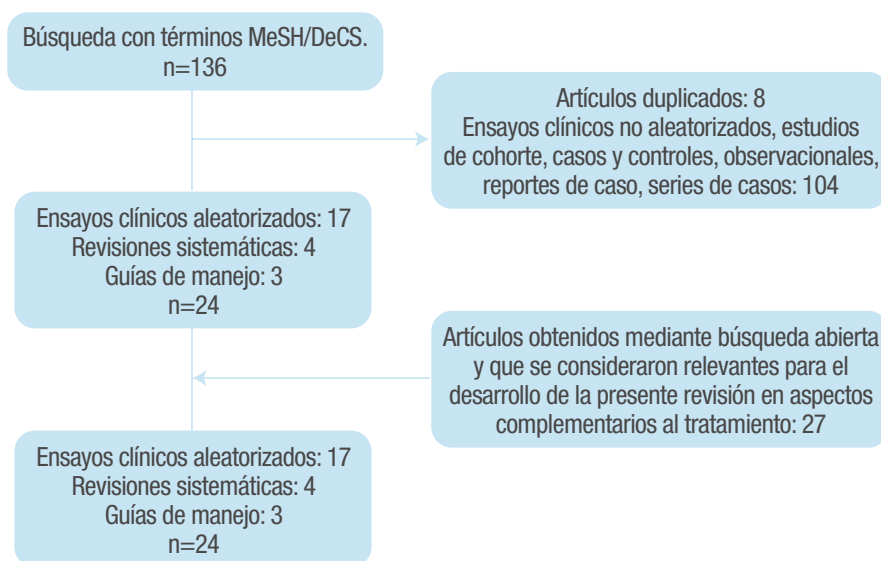 Búsqueda con términos MeSH/DeCS.
n=136
Artículos duplicados: 8
Ensayos clínicos no aleatorizados, estudios
de cohorte, casos y controles, observacionales,
reportes de caso, series de casos: 104
Ensayos clínicos aleatorizados: 17
Revisiones sistemáticas: 4
Guías de manejo: 3
n=24
Artículos obtenidos mediante búsqueda abierta
y que se consideraron relevantes para el
desarrollo de la presente revisión en aspectos
complementarios al tratamiento: 27
Ensayos clínicos aleatorizados: 17
Revisiones sistemáticas: 4
Guías de manejo: 3
n=24